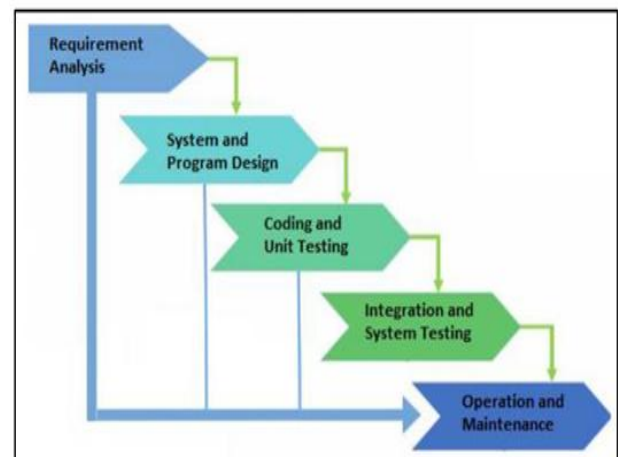 Requirement
Analysis
System and
Program Design
Coding and
Unit Testing
Integration and
System Testing
Operation and
Maintenance